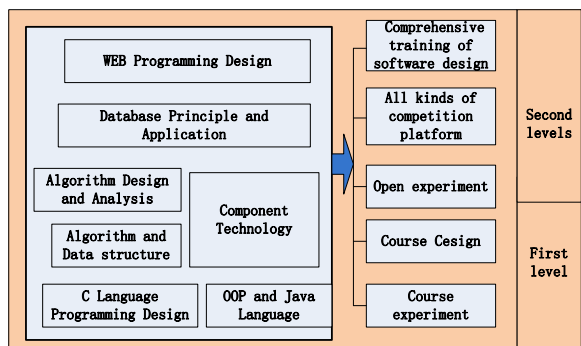 WEB Programming Design
Database Principle and
Application
Algorithm Design
and Analysis
Component
Technology
Algorithm and
Data structure
C Language
Programming Design
OOP and Java
Language
Comprehensive
training of
software design
All kinds of
competition
platform
Open experiment
Course Cesign
Course
experiment
Second
levels
First
level